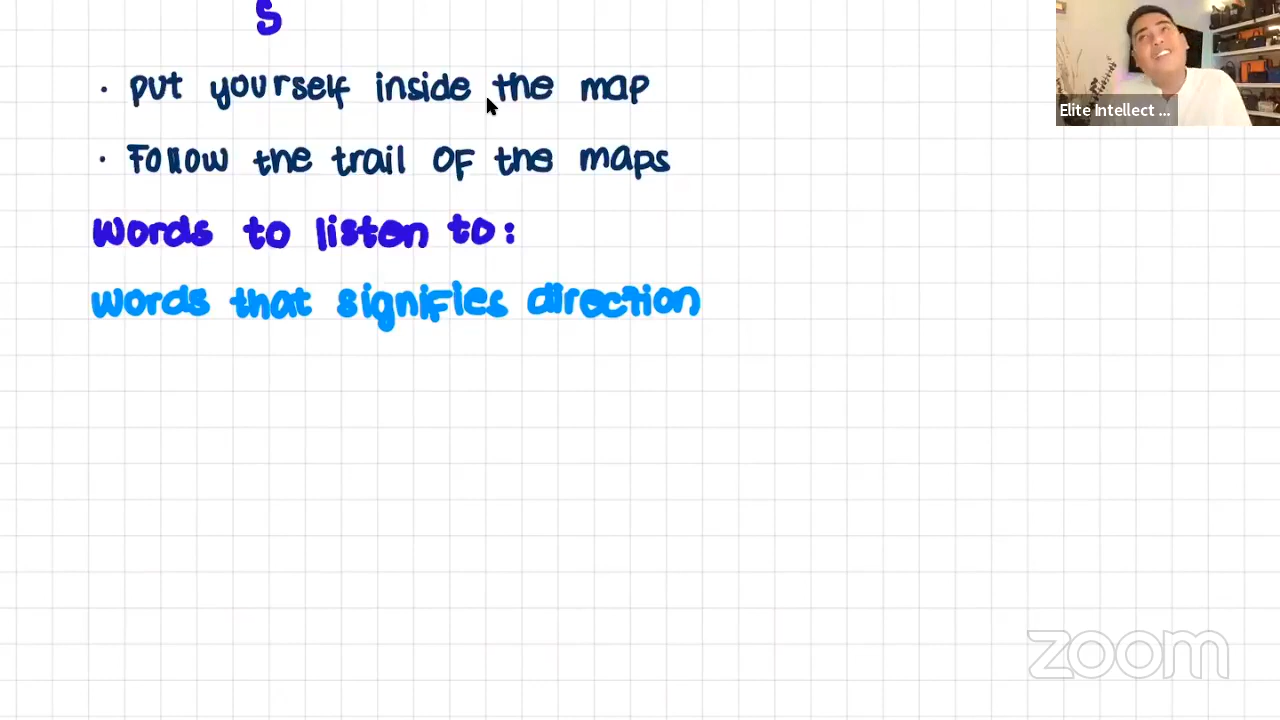 S
• put yourself inside the map
• Follow the trail of the maps
words to listen to:
words that signifies direction
Elite Intellect ...
zoom